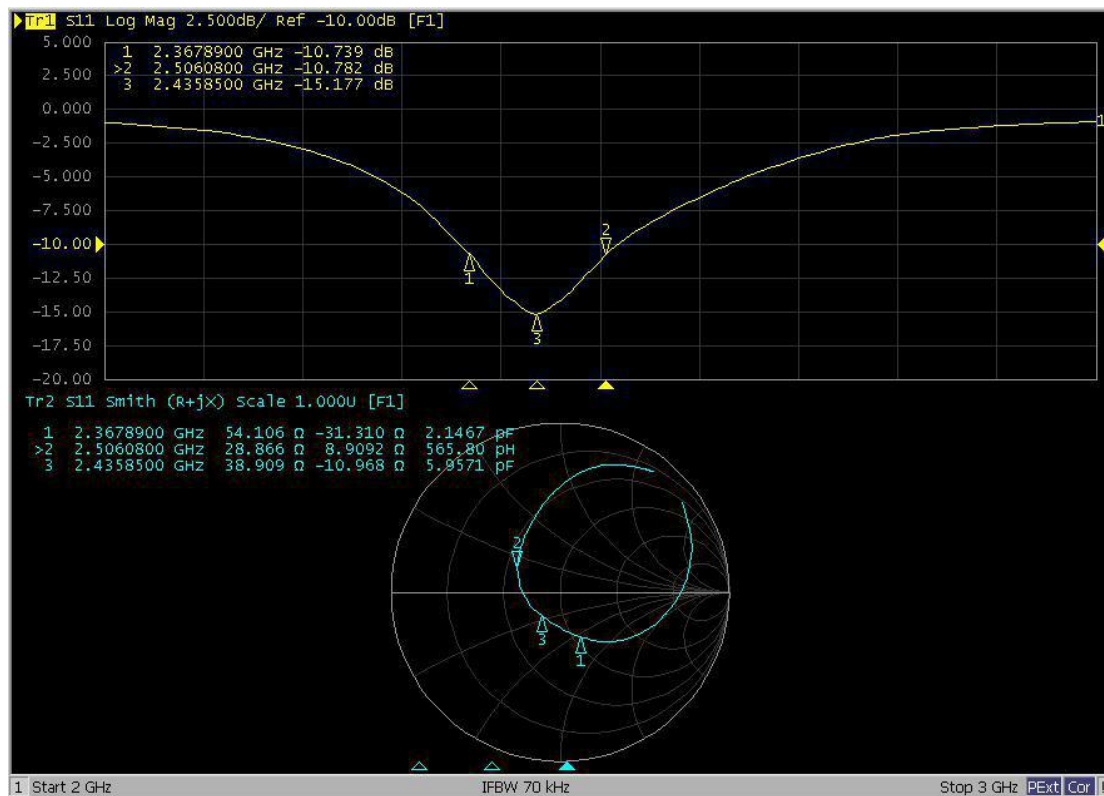 Tr1 S11 Log Mag 2.500dB/ Ref -10.00dB [F1]
5.000
1 2.3678900 GHz -10.739 dB
>2 2.5060800 GHz -10.782 dB
3 2.4358500 GHz -15.177 dB
2.500
0.000
1
-2.500
-5.000
-7.500
2
-10.00
1
-12.50
-15.00
3
-17.50
-20.00
Tr2 S11 Smith (R+jX) Scale 1.000U [F1]
1 2.3678900 GHz 54.106 Ω -31.310 Ω 2.1467 pF
>2 2.5060800 GHz 28.866 Ω 8.9092 Ω 565.80 pH
3 2.4358500 GHz 38.909 Ω -10.968 Ω 5.9571 pF
2
3
1
1 Start 2 GHz IFBW 70 kHz Stop 3 GHz PExt Cor !